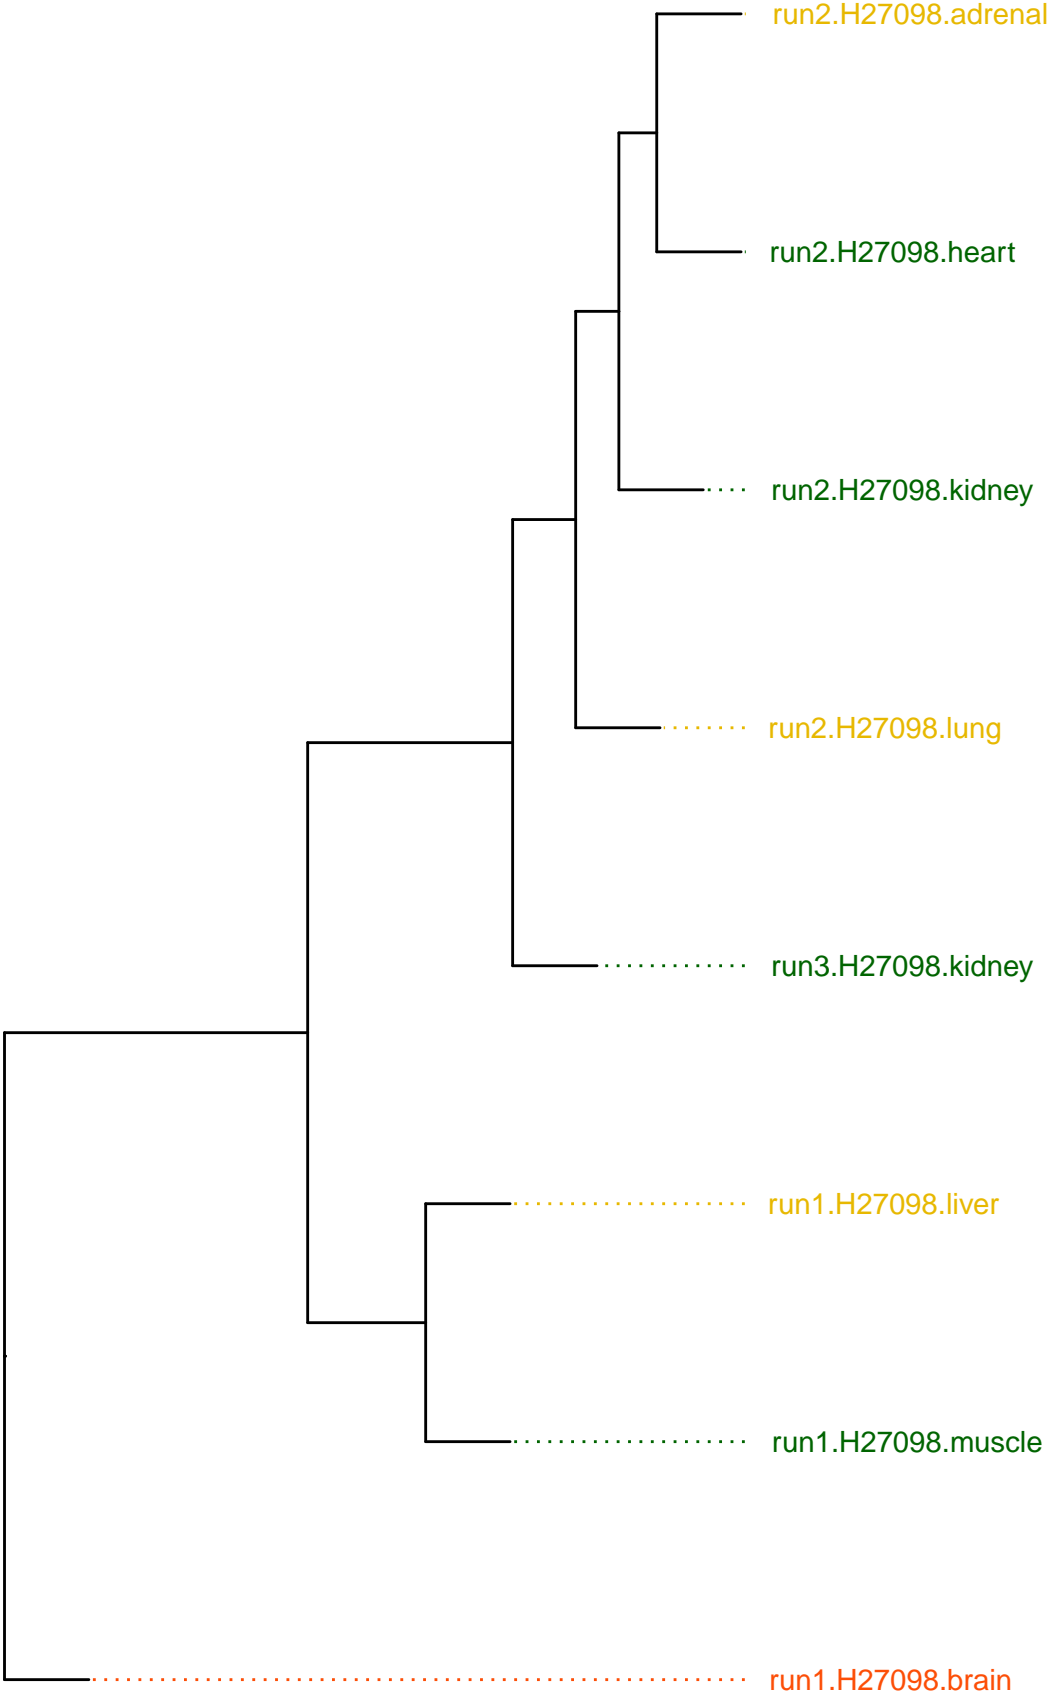 run2.H27098.adrenal
run2.H27098.heart
run2.H27098.kidney
run2.H27098.lung
run3.H27098.kidney
run1.H27098.liver
run1.H27098.muscle
run1.H27098.brain